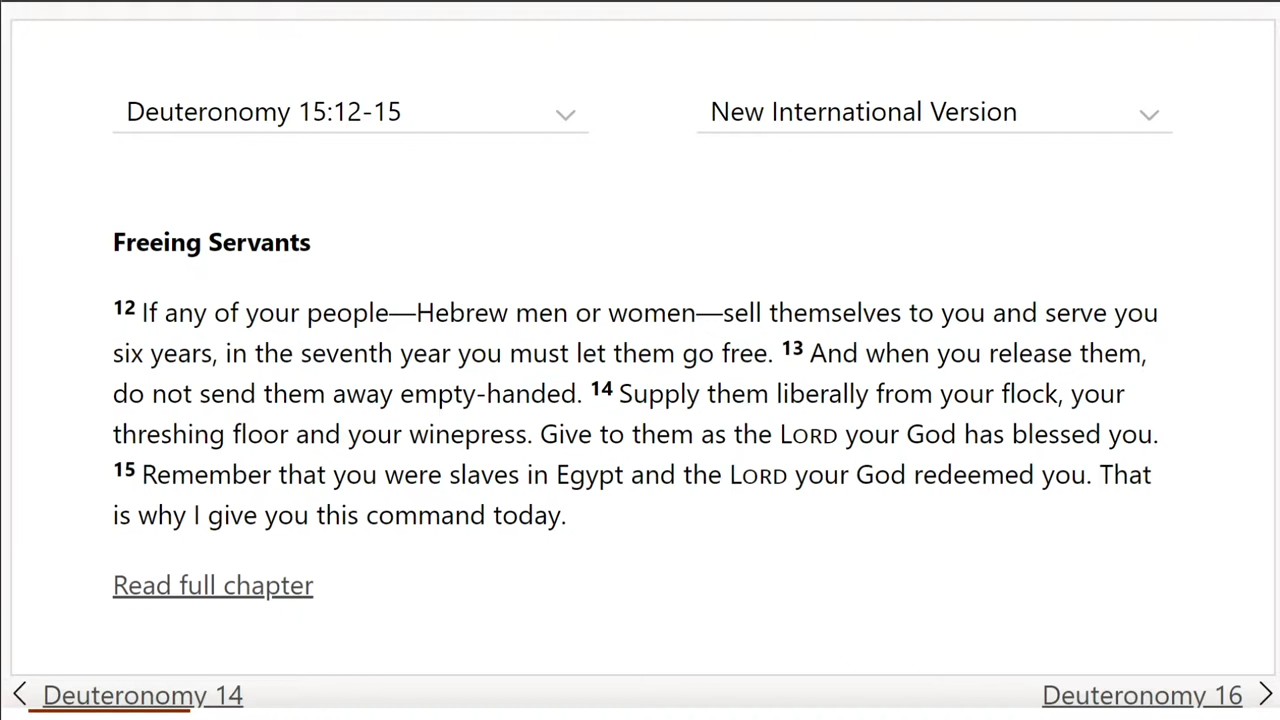 Deuteronomy 15:12-15
New International Version
Freeing Servants
12 If any of your people—Hebrew men or women—sell themselves to you and serve you
six years, in the seventh year you must let them go free. 13 And when you release them,
do not send them away empty-handed. 14 Supply them liberally from your flock, your
threshing floor and your winepress. Give to them as the LORD your God has blessed you.
15 Remember that you were slaves in Egypt and the LORD your God redeemed you. That
is why I give you this command today.
Read full chapter
Deuteronomy 14
Deuteronomy 16